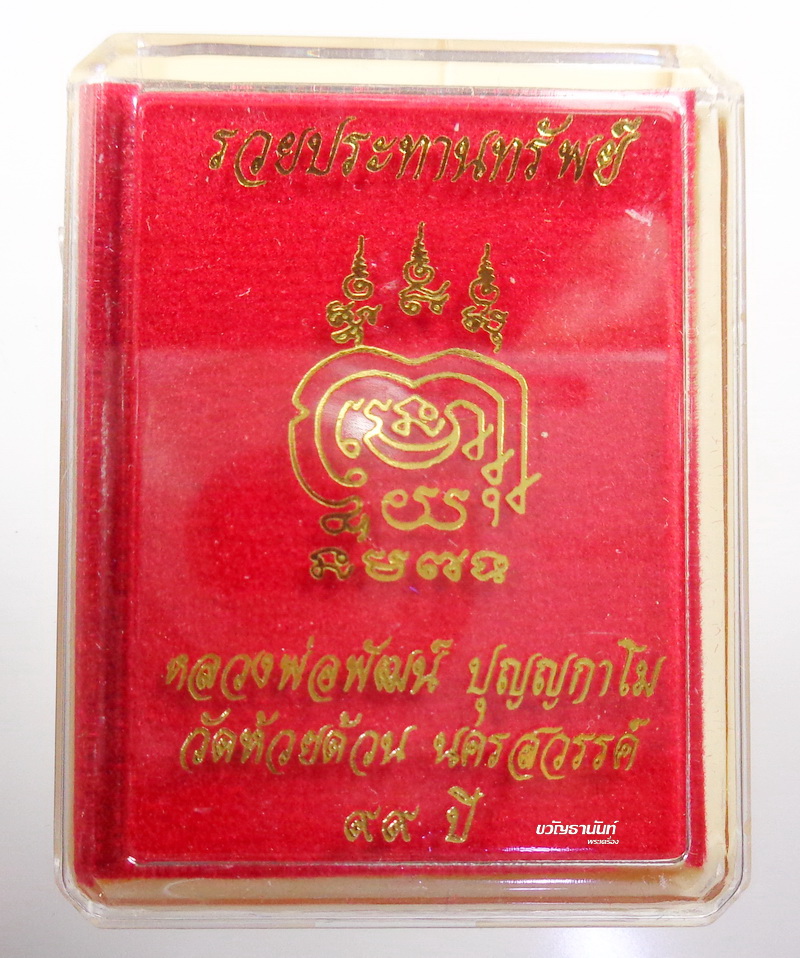 รวยประทานทรัพย์
หลวงพ่อพัฒน์ ปุญญกาโม
วัดห้วยด้วน นครสวรรค์
๙๙ ปี
ขวัญธานันท์
พระเครื่อง